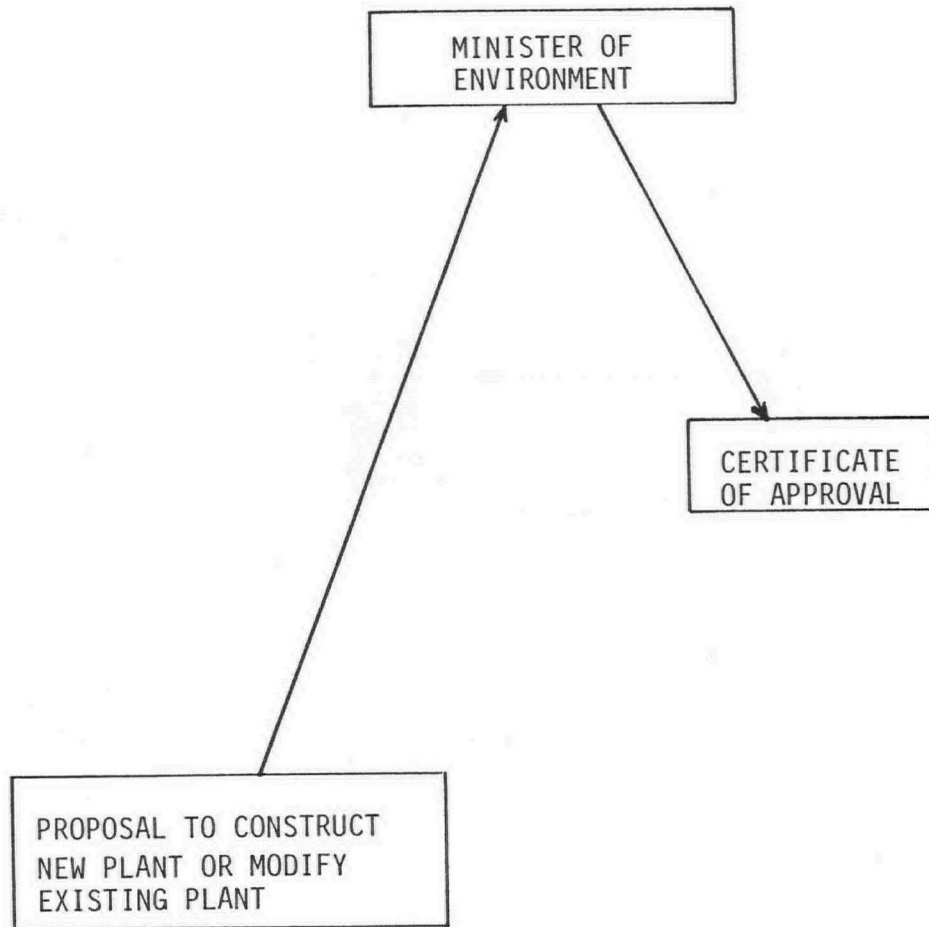 MINISTER OF
ENVIRONMENT
CERTIFICATE
OF APPROVAL
PROPOSAL TO CONSTRUCT
NEW PLANT OR MODIFY
EXISTING PLANT